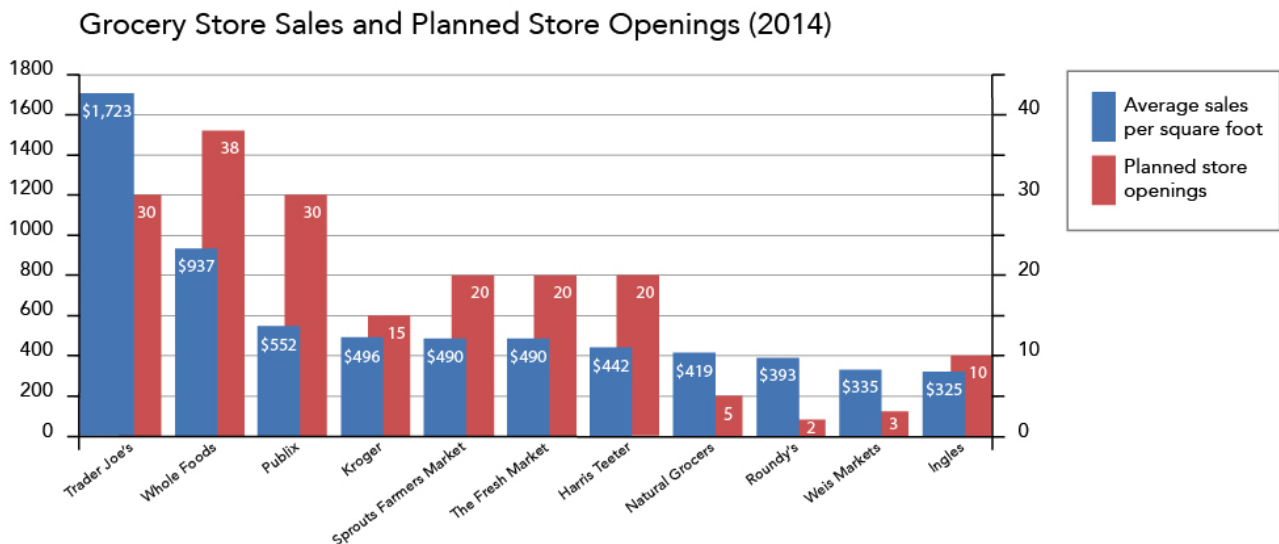 Grocery Store Sales and Planned Store Openings (2014)
1800
1600
1400
1200
1000
800
600
400
200
0
40
30
20
10
0
$1,723
30
$937
38
$552
30
$496
15
$490
20
$490
20
$442
20
$419
5
$393
2
$335
3
$325
10
Trader Joe's
Whole Foods
Publix
Kroger
Sprouts Farmers Market
The Fresh Market
Harris Teeter
Natural Grocers
Roundy's
Weis Markets
Ingles
Average sales
per square foot
Planned store
openings